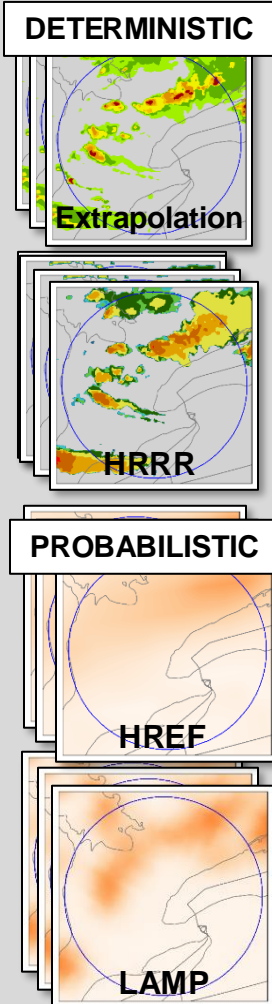 DETERMINISTIC
Extrapolation
HRRR
PROBABILISTIC
HREF
LAMP